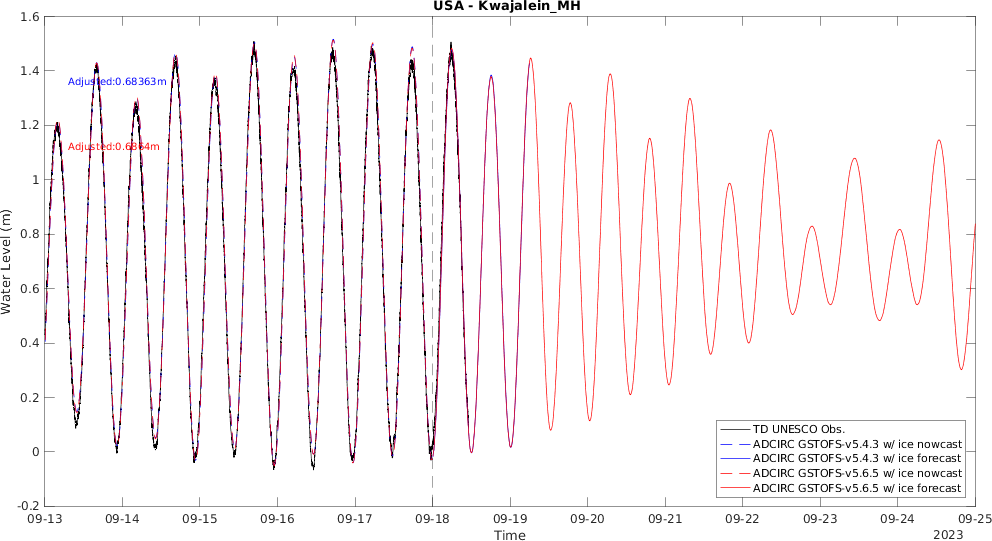 USA - Kwajalein_MH
1.6
1.4
1.2
1
0.8
0.6
0.4
0.2
0
-0.2
Water Level (m)
Adjusted:0.68363m
Adjusted:0.6864m
TD UNESCO Obs.
ADCIRC GSTOFS-v5.4.3 w/ ice nowcast
ADCIRC GSTOFS-v5.4.3 w/ ice forecast
ADCIRC GSTOFS-v5.6.5 w/ ice nowcast
ADCIRC GSTOFS-v5.6.5 w/ ice forecast
09-13 09-14 09-15 09-16 09-17 09-18 09-19 09-20 09-21 09-22 09-23 09-24 09-25
Time
2023